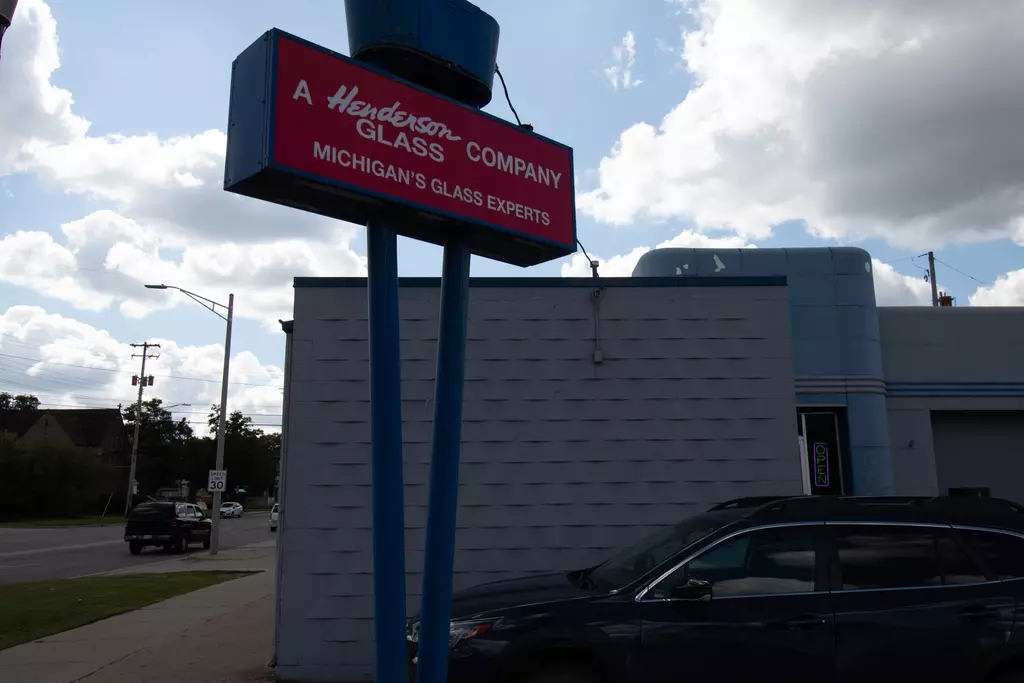 A Henderson GLASS COMPANY
MICHIGAN'S GLASS EXPERTS
SPEED LIMIT
30
OPEN